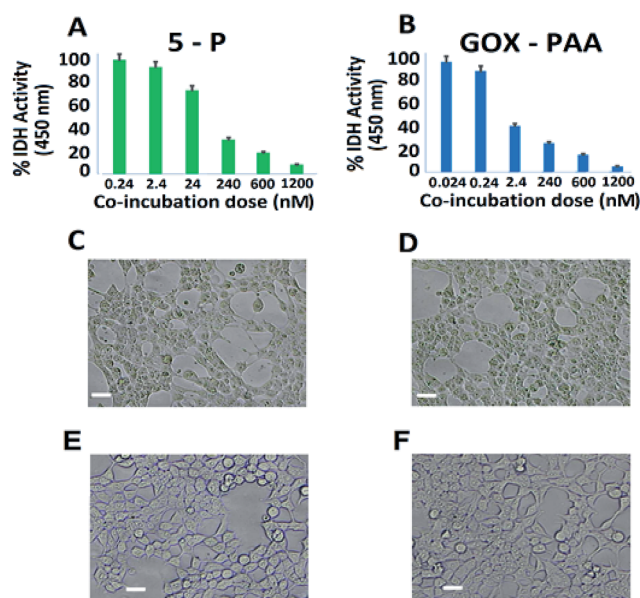 A
5 - P
% IDH Activity
(450 nm)
100
80
60
40
20
0
0.24 2.4 24 240 600 1200
Co-incubation dose (nM)
B
GOX - PAA
% IDH Activity
(450 nm)
100
80
60
40
20
0
0.024 0.24 2.4 240 600 1200
Co-incubation dose (nM)
C
D
E
F